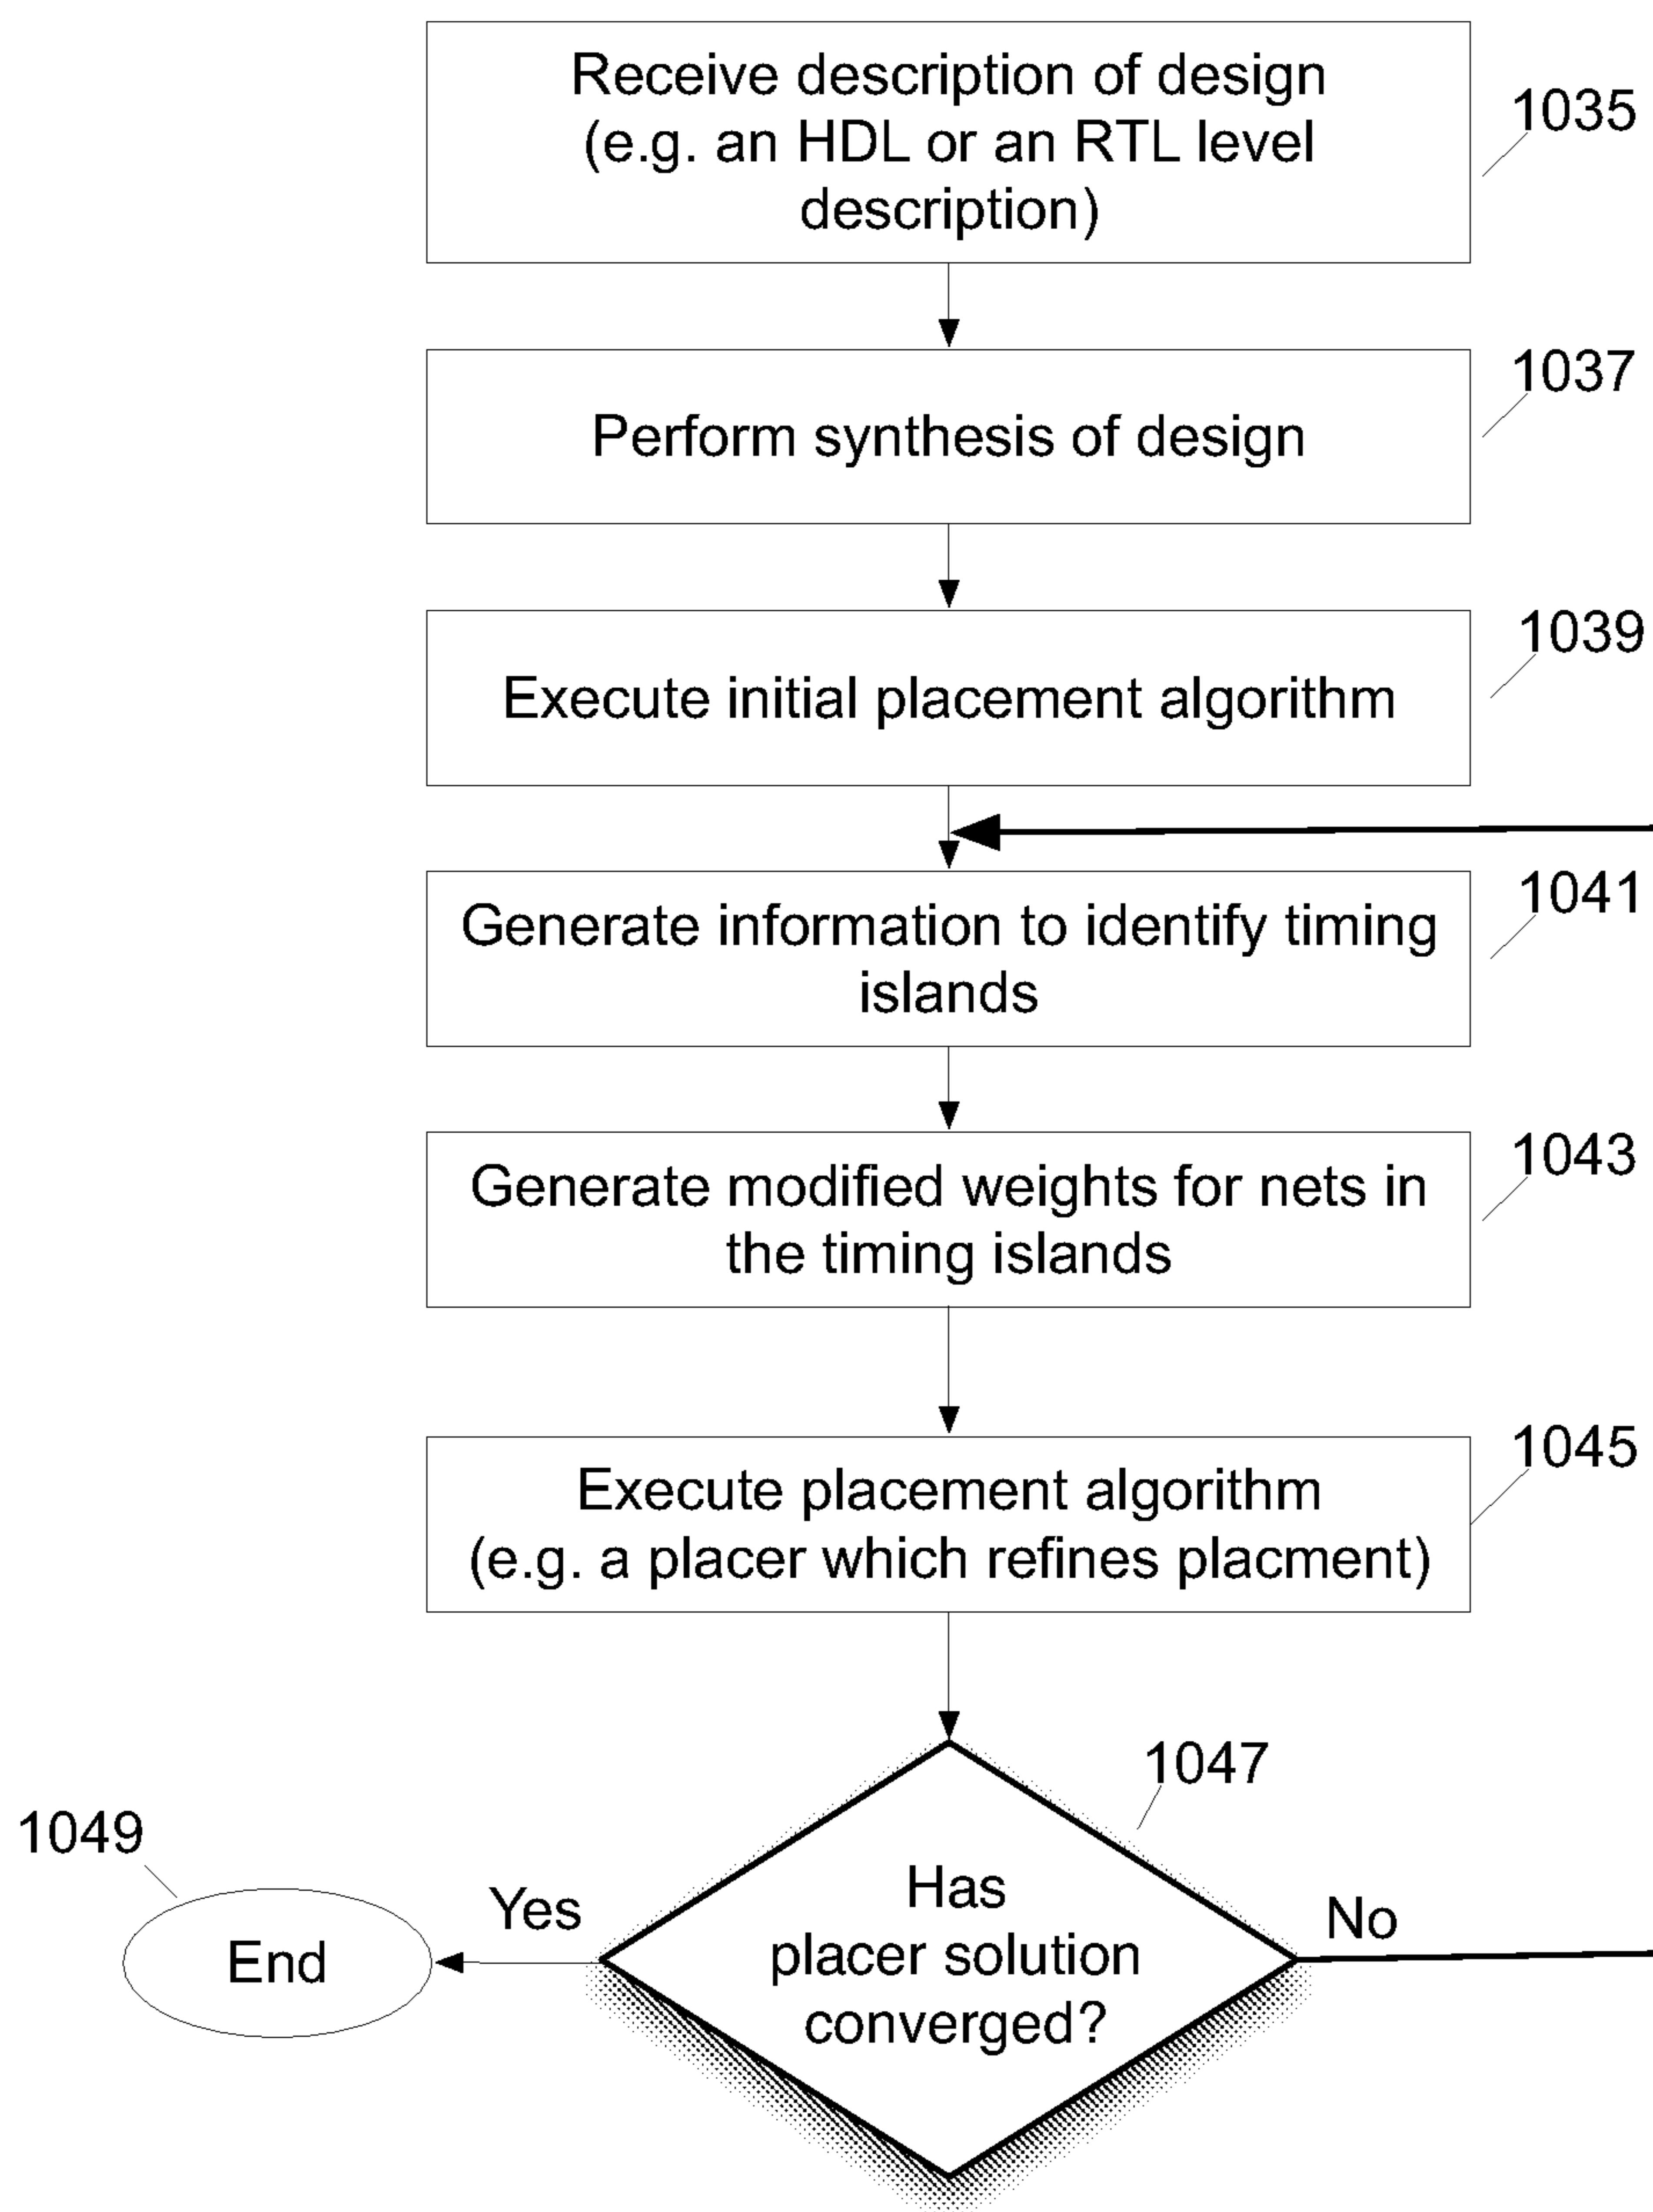 Receive description of design
(e.g. an HDL or an RTL level
description)
1035
Perform synthesis of design
1037
Execute initial placement algorithm
1039
Generate information to identify timing
islands
1041
Generate modified weights for nets in
the timing islands
1043
Execute placement algorithm
(e.g. a placer which refines placment)
1045
Has
placer solution
converged?
1047
Yes
No
End
1049